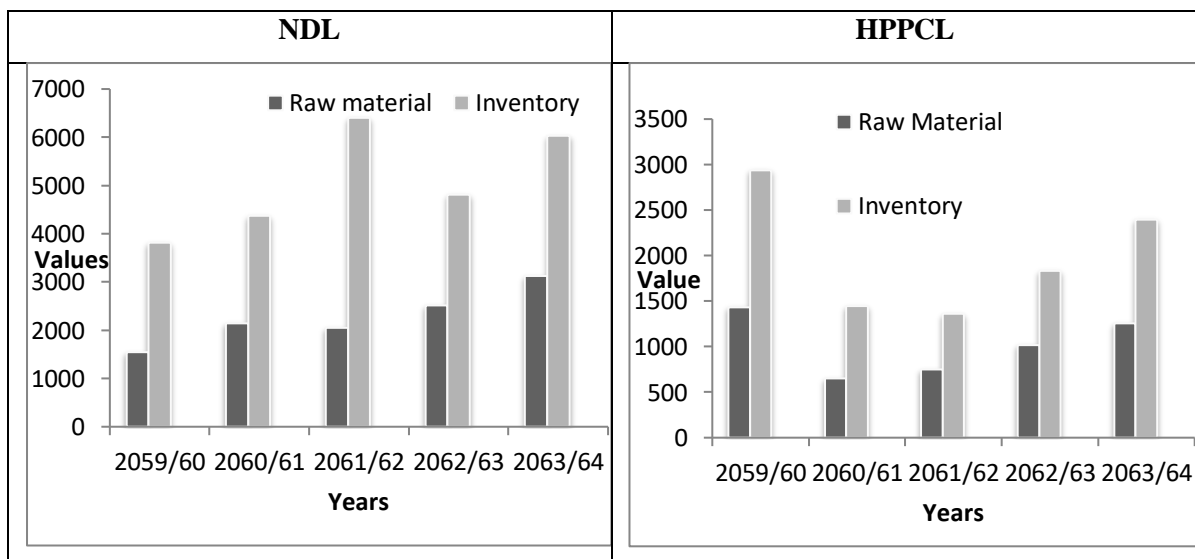 NDL
HPPCL
7000
6000
5000
4000
3000
2000
1000
0
Values
Raw material
Inventory
2059/60 2060/61 2061/62 2062/63 2063/64
Years
3500
3000
2500
2000
1500
1000
500
0
Value
Raw Material
Inventory
2059/60 2060/61 2061/62 2062/63 2063/64
Years